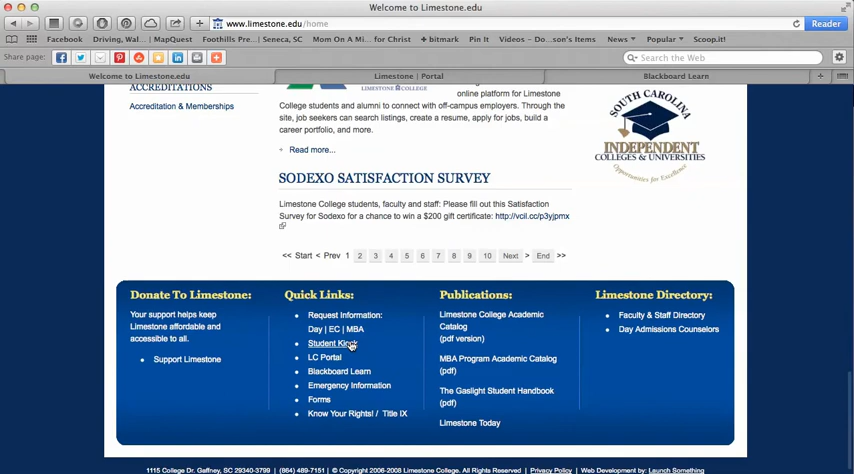 Welcome to Limestone.edu
www.limestone.edu/home
Reader
Facebook Driving, Wal...) | MapQuest Foothills Pres...) | Seneca, SC Mom On A Mi... for Christ + bitmark Pin It Videos - Do...son's Items News Popular Scoop.it!
Share page:
Search the Web
Welcome to Limestone.edu Limestone | Portal Blackboard Learn
ACCREDITATIONS
Accreditation & Memberships
LIMESTONE COLLEGE
online platform for Limestone
College students and alumni to connect with off-campus employers. Through the
site, job seekers can search listings, create a resume, apply for jobs, build a
career portfolio, and more.
Read more...
SODEXO SATISFACTION SURVEY
Limestone College students, faculty and staff: Please fill out this Satisfaction
Survey for Sodexo for a chance to win a $200 gift certificate: http://vcil.cc/p3yjpmx
<< Start < Prev 1 2 3 4 5 6 7 8 9 10 Next > End >>
SOUTH CAROLINA
INDEPENDENT
COLLEGES & UNIVERSITIES
Opportunities for Excellence
Donate To Limestone:
Your support helps keep
Limestone affordable and
accessible to all.
Support Limestone
Quick Links:
Request Information:
Day | EC | MBA
Student Kiosk
LC Portal
Blackboard Learn
Emergency Information
Forms
Know Your Rights! / Title IX
Publications:
Limestone College Academic
Catalog
(pdf version)
MBA Program Academic Catalog
(pdf)
The Gaslight Student Handbook
(pdf)
Limestone Today
Limestone Directory:
Faculty & Staff Directory
Day Admissions Counselors
1115 College Dr. Gaffney, SC 29340-3799 | (864) 489-7151 | © Copyright 2006-2008 Limestone College. All Rights Reserved | Privacy Policy | Web Development by: Launch Something